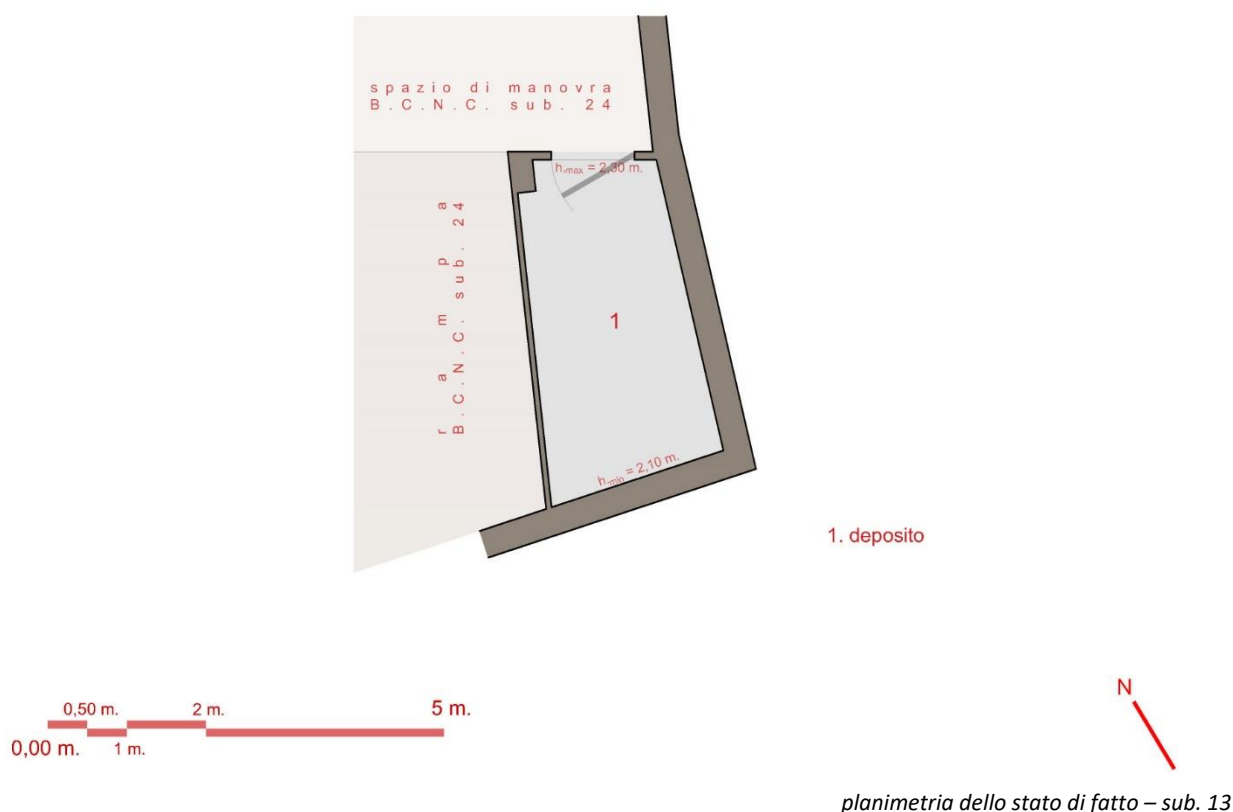 spazio di manovra
B.C.N.C. sub. 24
h.max = 2,30 m.
rampa
B.C.N.C. sub. 24
1
h.min = 2,10 m.
1. deposito
0,50 m.
2 m.
5 m.
0,00 m.
1 m.
N
planimetria dello stato di fatto – sub. 13